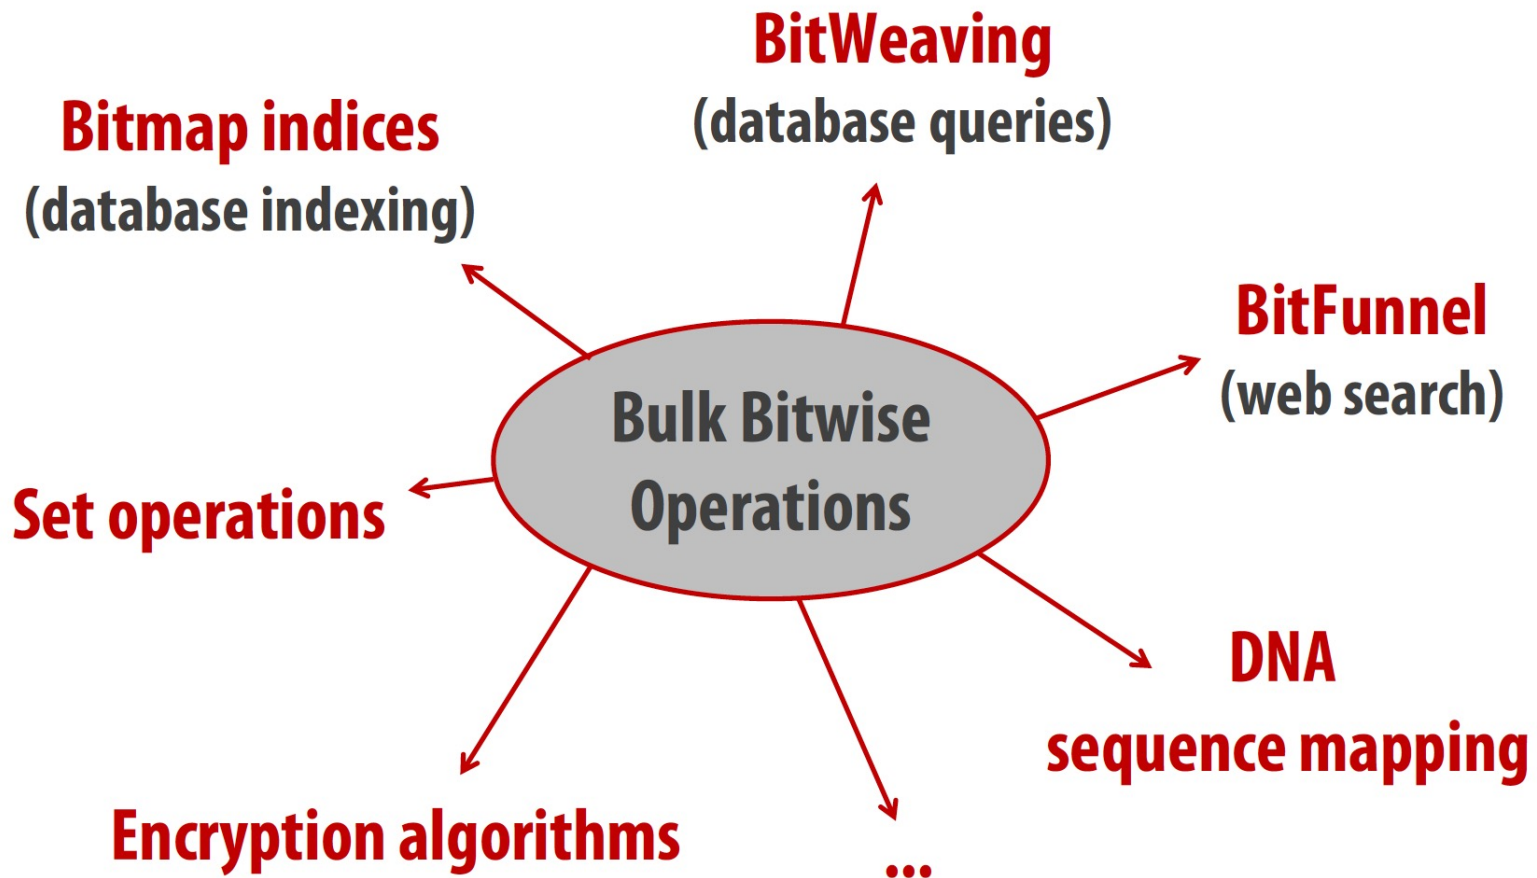 BitWeaving
(database queries)
Bitmap indices
(database indexing)
BitFunnel
(web search)
Bulk Bitwise
Operations
Set operations
DNA
sequence mapping
Encryption algorithms
...